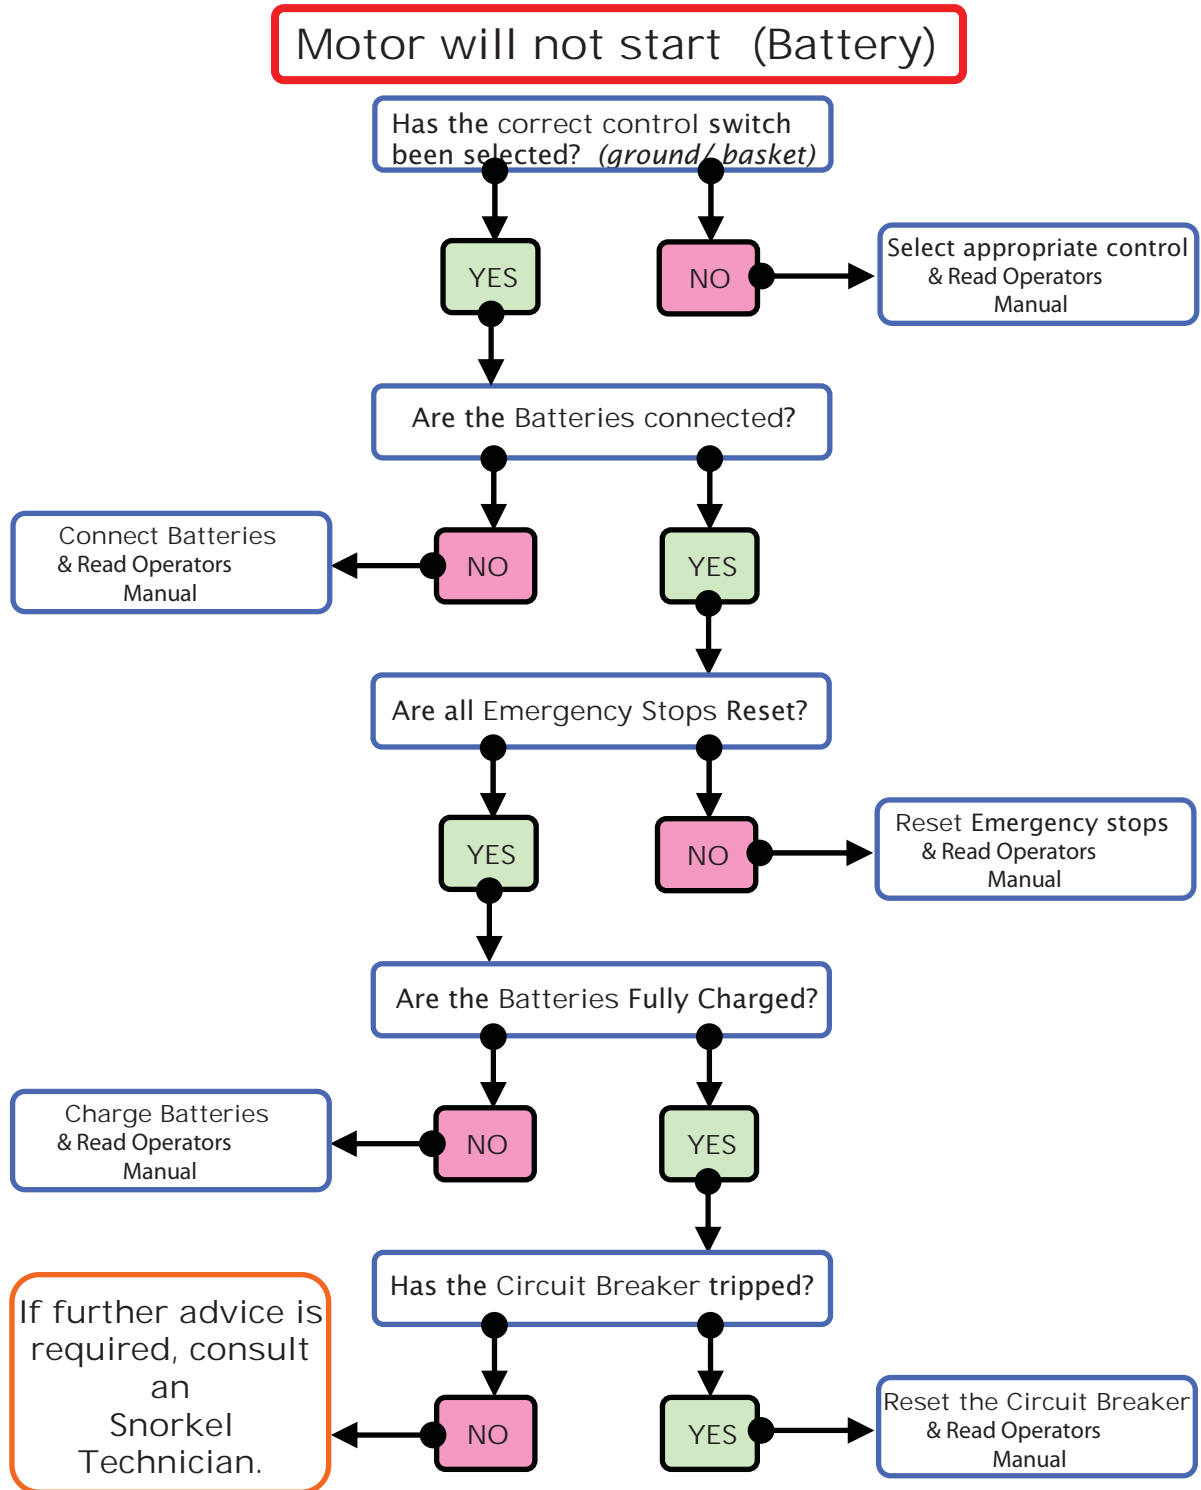 Motor will not start (Battery)
Has the correct control switch
been selected? (ground/ basket)
YES
NO
Select appropriate control
& Read Operators
Manual
Are the Batteries connected?
Connect Batteries
& Read Operators
Manual
NO
YES
Are all Emergency Stops Reset?
YES
NO
Reset Emergency stops
& Read Operators
Manual
Are the Batteries Fully Charged?
Charge Batteries
& Read Operators
Manual
NO
YES
Has the Circuit Breaker tripped?
If further advice is
required, consult
an
Snorkel
Technician.
NO
YES
Reset the Circuit Breaker
& Read Operators
Manual